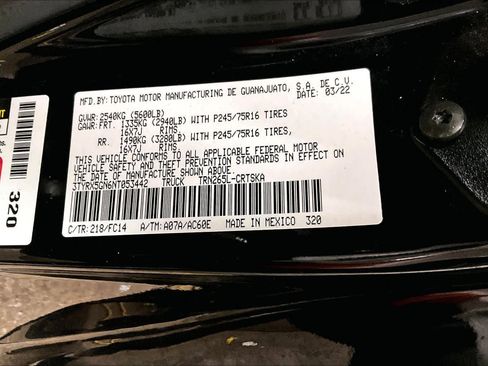 MFD.BY: TOYOTA MOTOR MANUFACTURING DE GUANAJUATO, S.A. DE C.V.
DATE: 03/22
GVWR: 2540KG (5600LB)
GAWR: FRT. 1335KG (2940LB) WITH P245/75R16 TIRES
16X7J RIMS,
RR. 1490KG (3280LB) WITH P245/75R16 TIRES,
16X7J RIMS.
THIS VEHICLE CONFORMS TO ALL APPLICABLE FEDERAL MOTOR
VEHICLE SAFETY AND THEFT PREVENTION STANDARDS IN EFFECT ON
THE DATE OF MANUFACTURE SHOWN ABOVE.
3TYRX5GN6NT053442 TRUCK TRN265L-CRTSKA
C/TR: 218/FC14 A/TM: A07A/AC60E MADE IN MEXICO 320
320